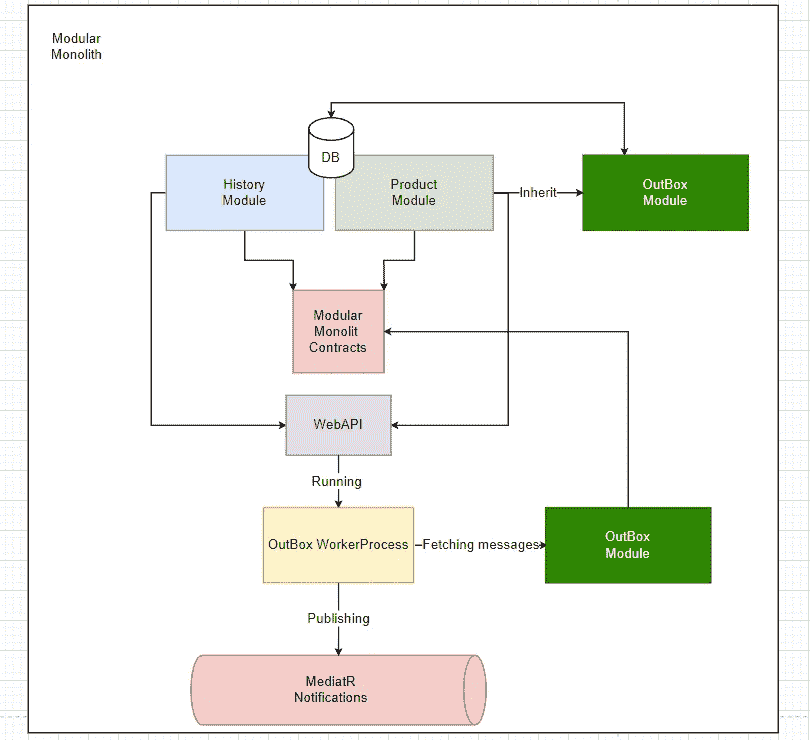 Modular
Monolith
DB
History
Module
Product
Module
Inherit
OutBox
Module
Modular
Monolit
Contracts
WebAPI
Running
OutBox WorkerProcess
Fetching messages
OutBox
Module
Publishing
MediatR
Notifications